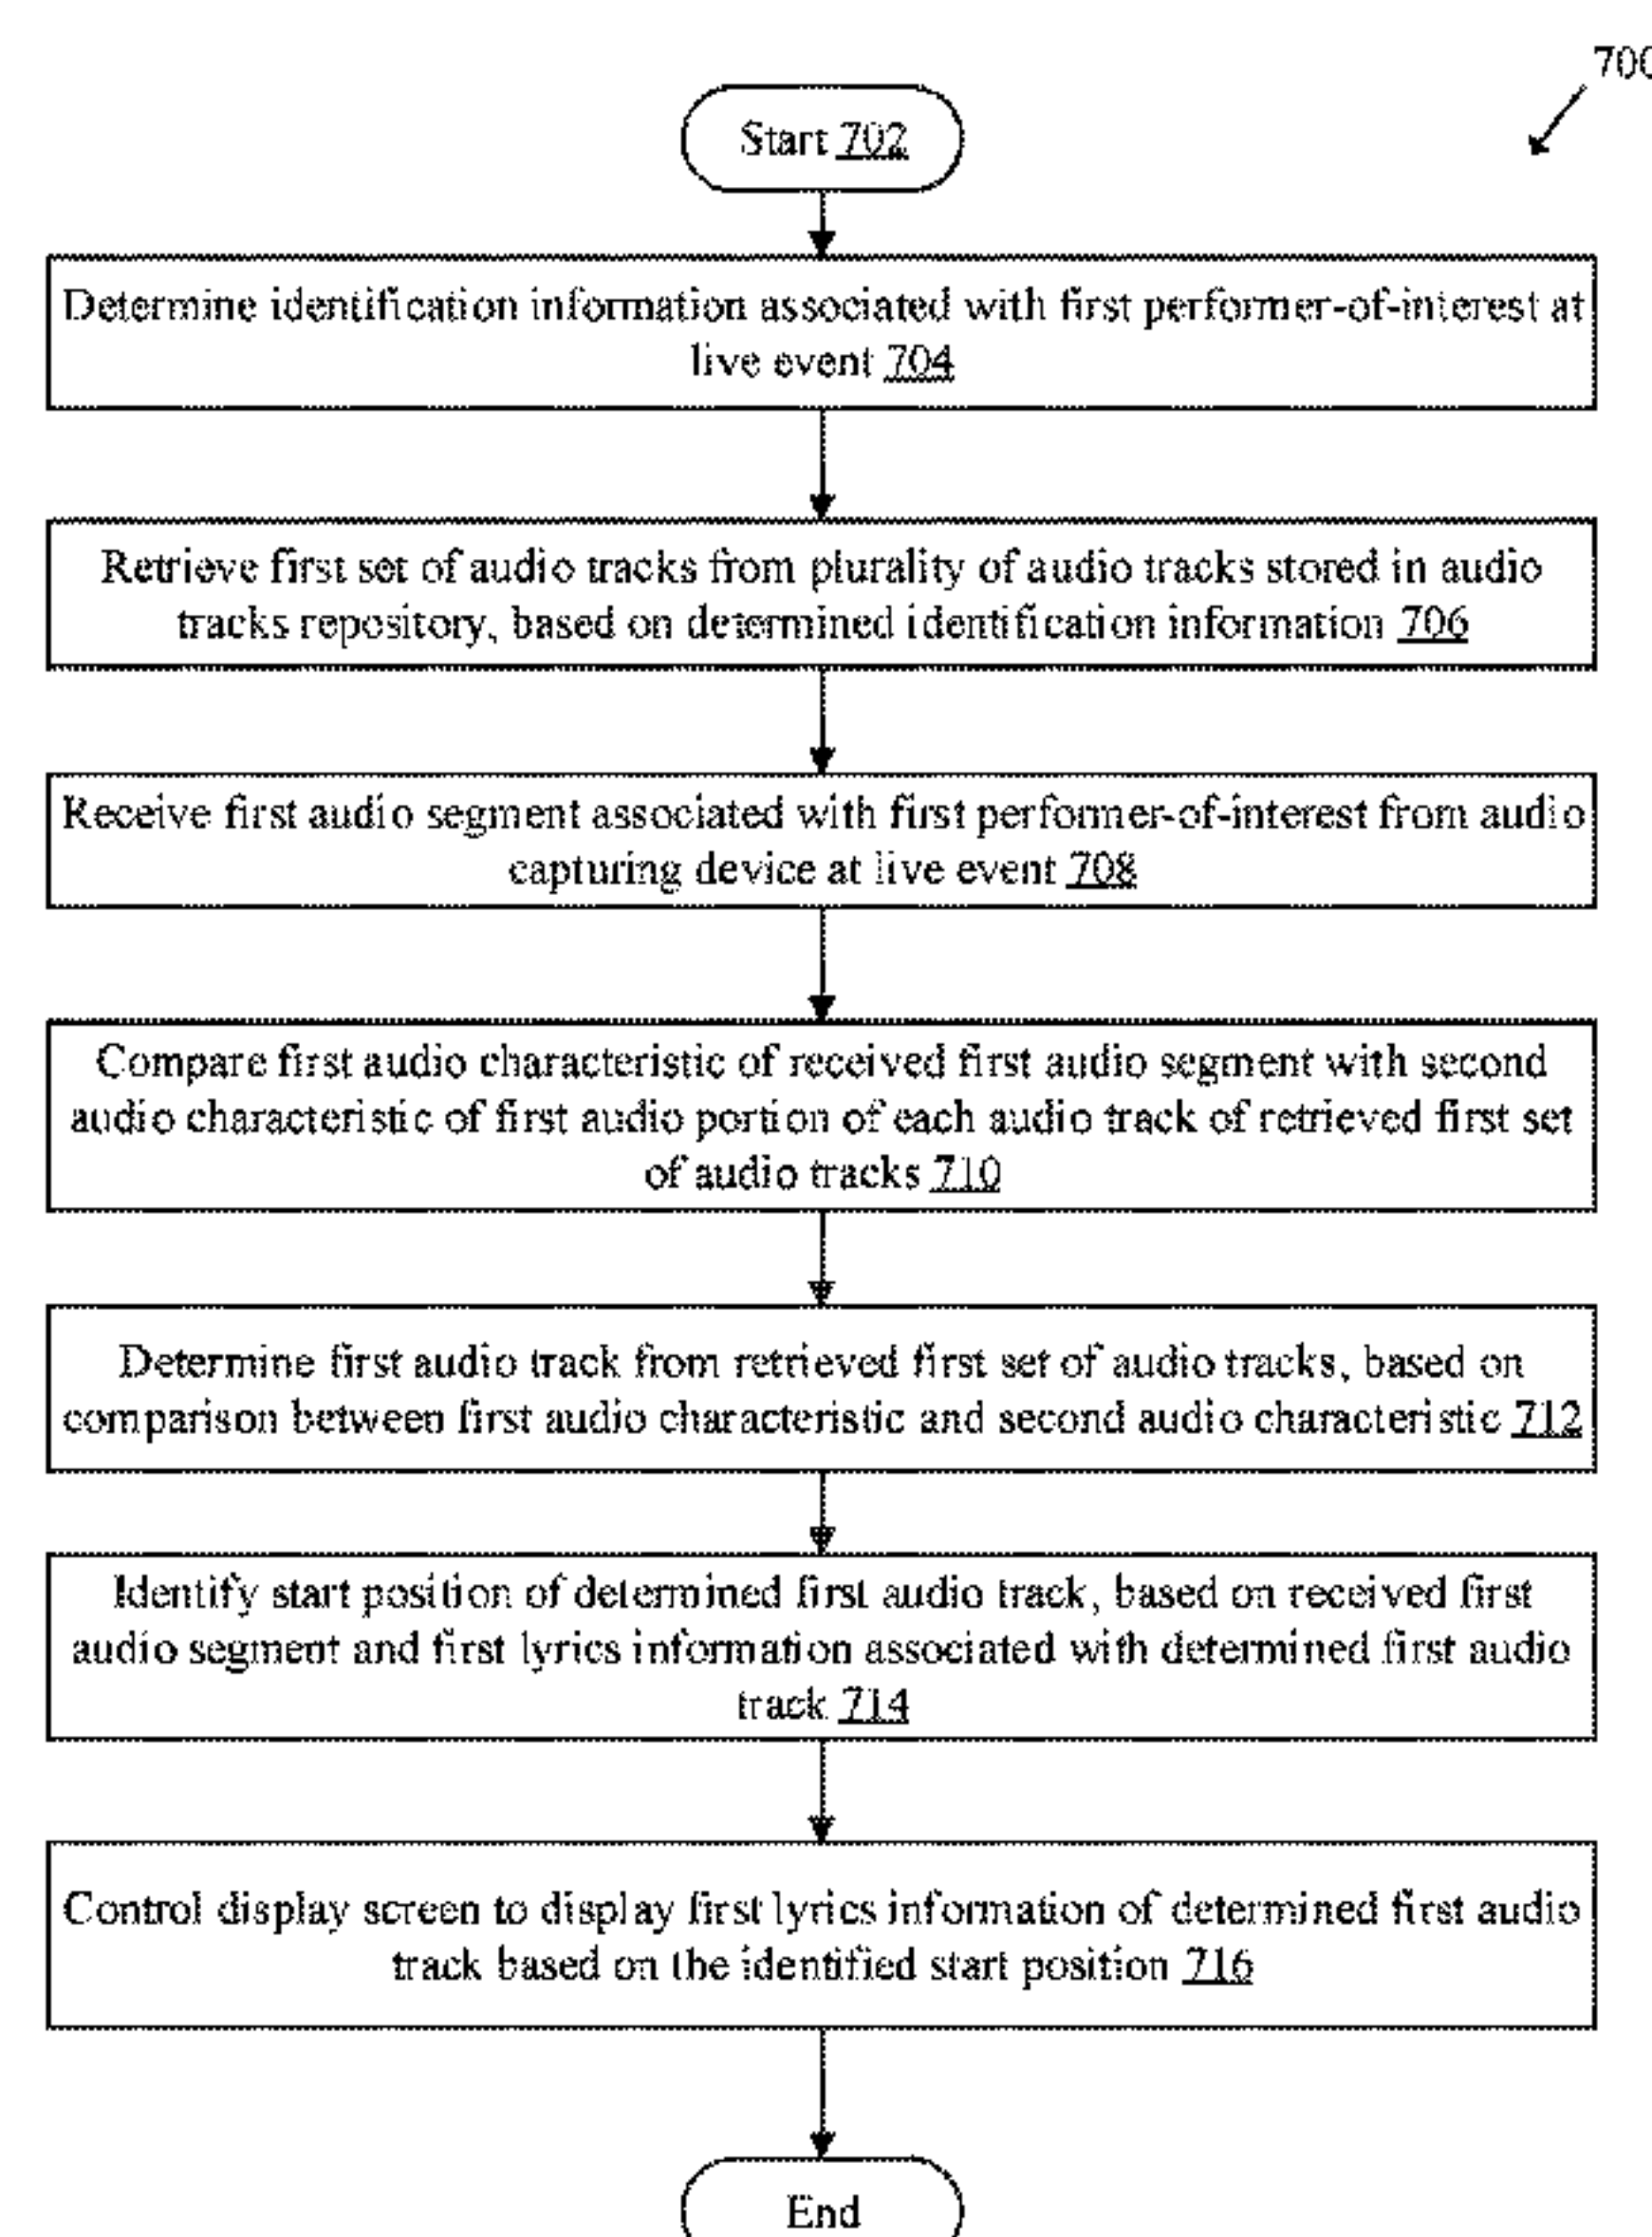 700
Start 702
Determine identification information associated with first performer-of-interest at
live event 704
Retrieve first set of audio tracks from plurality of audio tracks stored in audio
tracks repository, based on determined identification information 706
Receive first audio segment associated with first performer-of-interest from audio
capturing device at live event 708
Compare first audio characteristic of received first audio segment with second
audio characteristic of first audio portion of each audio track of retrieved first set
of audio tracks 710
Determine first audio track from retrieved first set of audio tracks, based on
comparison between first audio characteristic and second audio characteristic 712
Identify start position of determined first audio track, based on received first
audio segment and first lyrics information associated with determined first audio
track 714
Control display screen to display first lyrics information of determined first audio
track based on the identified start position 716
End